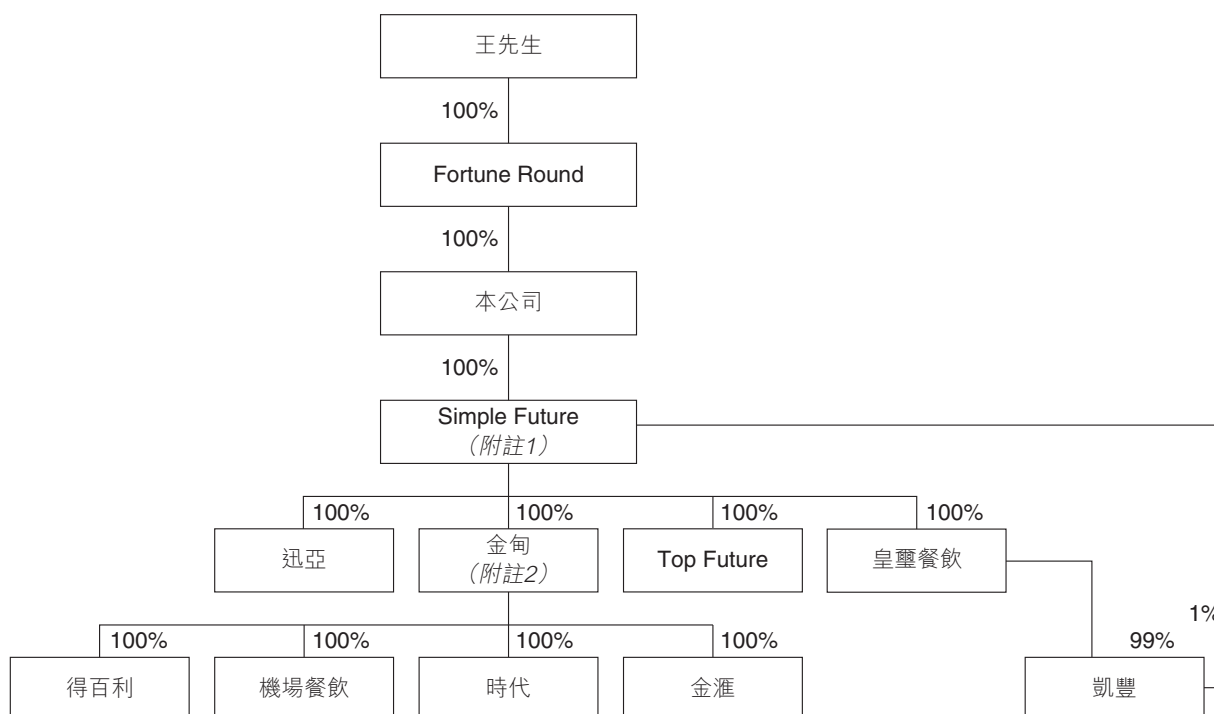 王先生
100%
Fortune Round
100%
本公司
100%
Simple Future
（附註1）
100% 100% 100% 100%
迅亞 金甸 Top Future 皇璽餐飲
（附註2）
1%
100% 100% 100% 100% 99%
得百利 機場餐飲 時代 金滙 凱豐